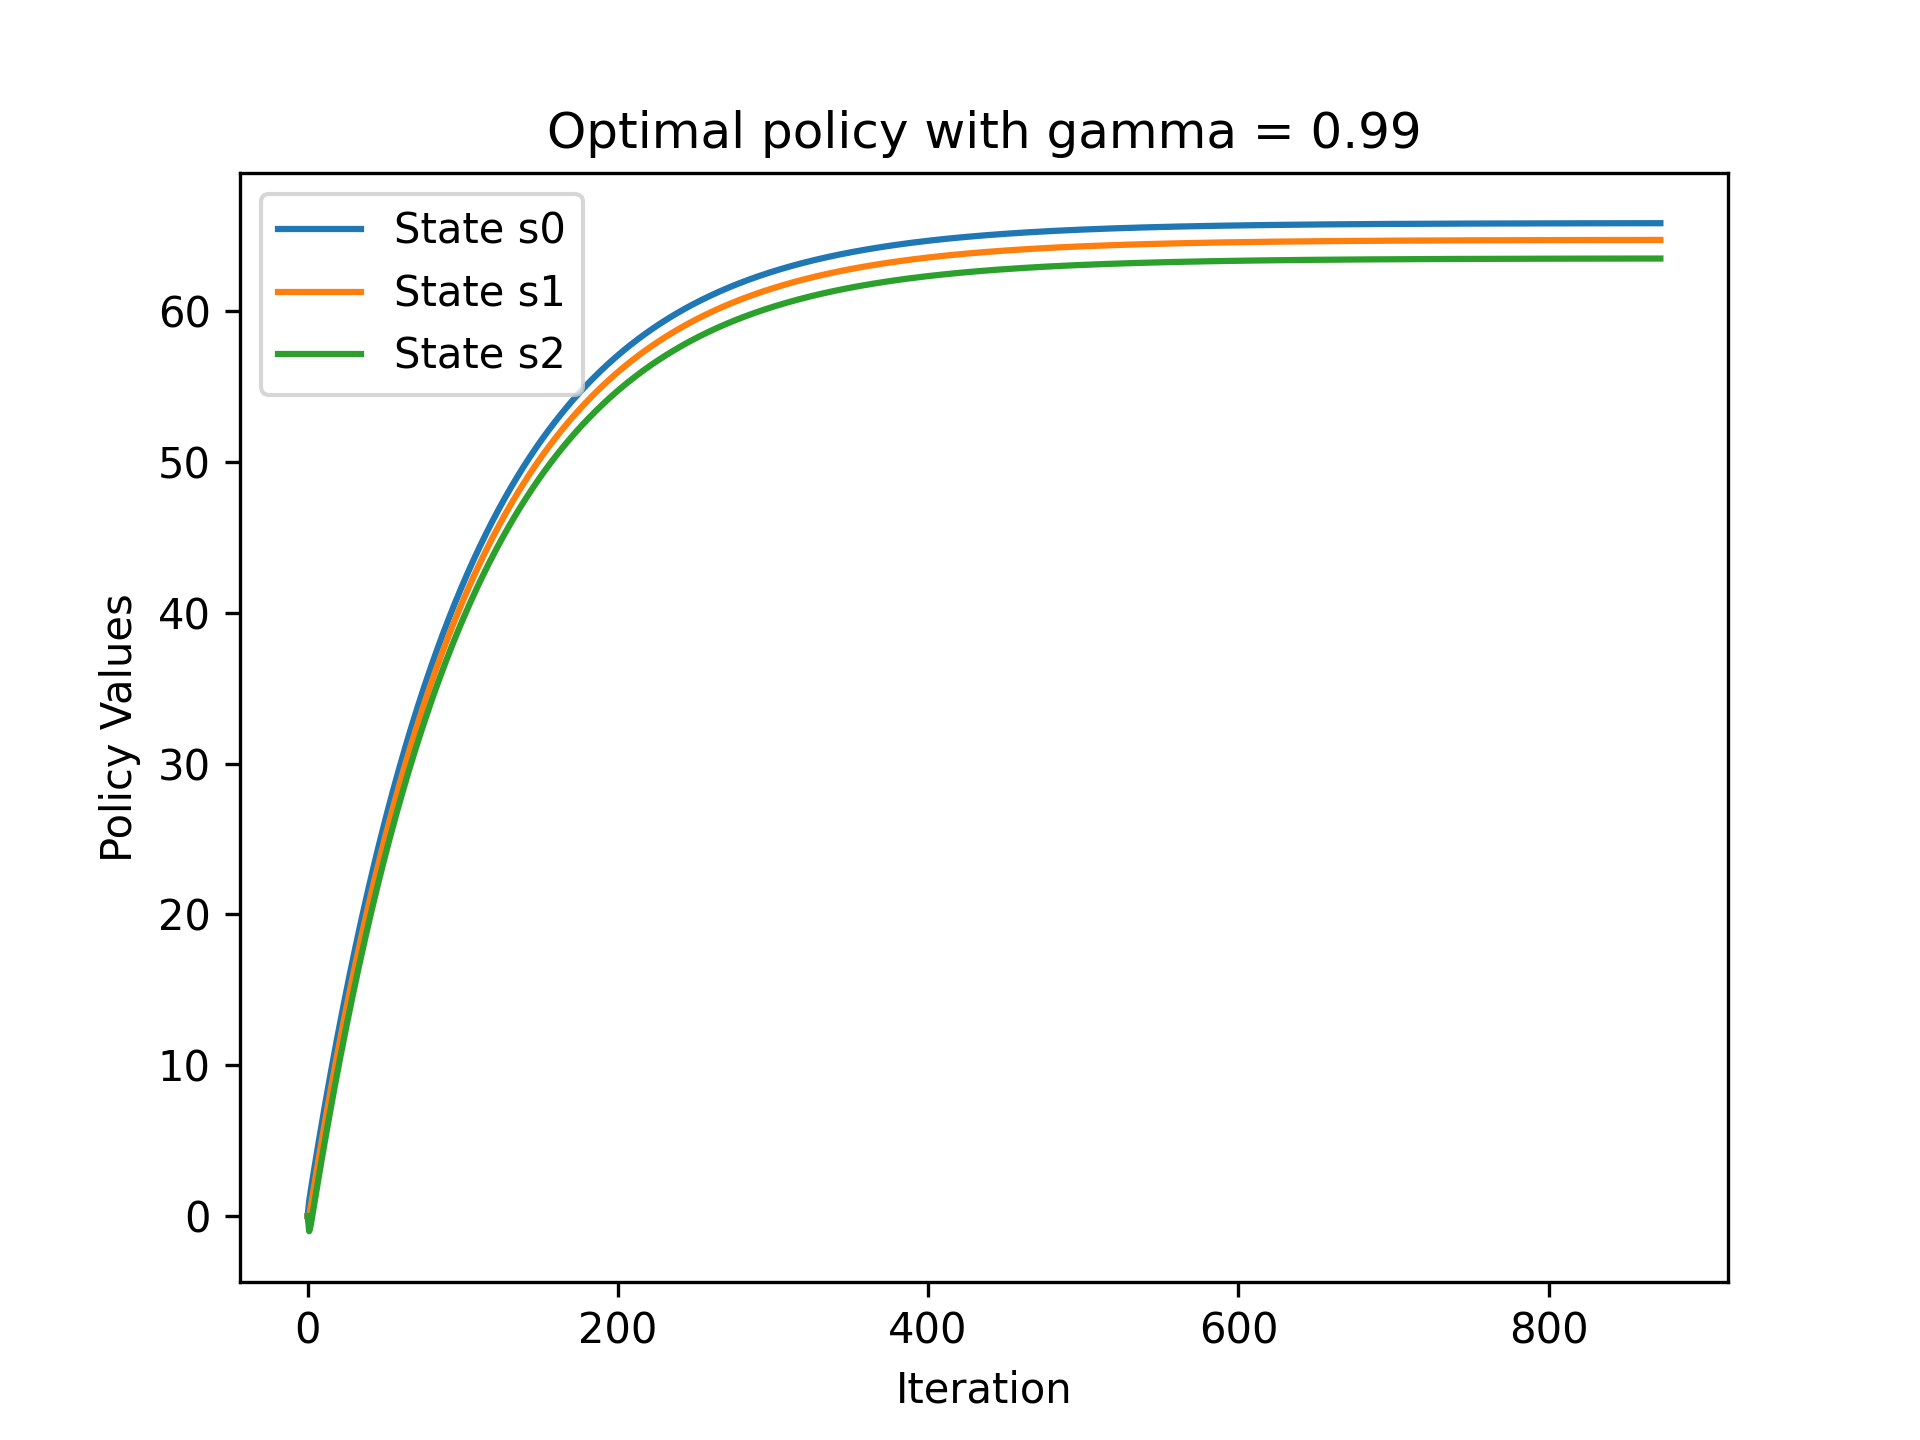 Optimal policy with gamma = 0.99
State s0
State s1
State s2
Policy Values
60
50
40
30
20
10
0
0 200 400 600 800
Iteration